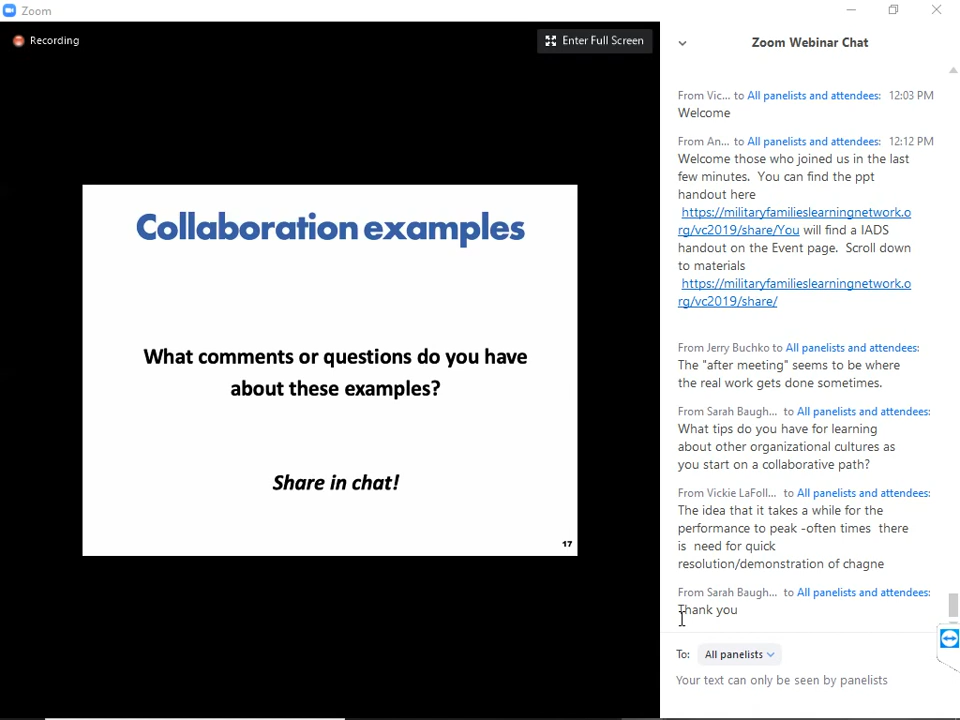 Zoom
Recording
Enter Full Screen
Collaboration examples
What comments or questions do you have
about these examples?
Share in chat!
17
Zoom Webinar Chat
From Vic... to All panelists and attendees: 12:03 PM
Welcome
From An... to All panelists and attendees: 12:12 PM
Welcome those who joined us in the last
few minutes. You can find the ppt
handout here
https://militaryfamilieslearningnetwork.o
rg/vc2019/share/You will find a IADS
handout on the Event page. Scroll down
to materials
https://militaryfamilieslearningnetwork.o
rg/vc2019/share/
From Jerry Buchko to All panelists and attendees:
The "after meeting" seems to be where
the real work gets done sometimes.
From Sarah Baugh... to All panelists and attendees:
What tips do you have for learning
about other organizational cultures as
you start on a collaborative path?
From Vickie LaFoll... to All panelists and attendees:
The idea that it takes a while for the
performance to peak -often times there
is need for quick
resolution/demonstration of chagne
From Sarah Baugh... to All panelists and attendees:
Thank you
To: All panelists
Your text can only be seen by panelists